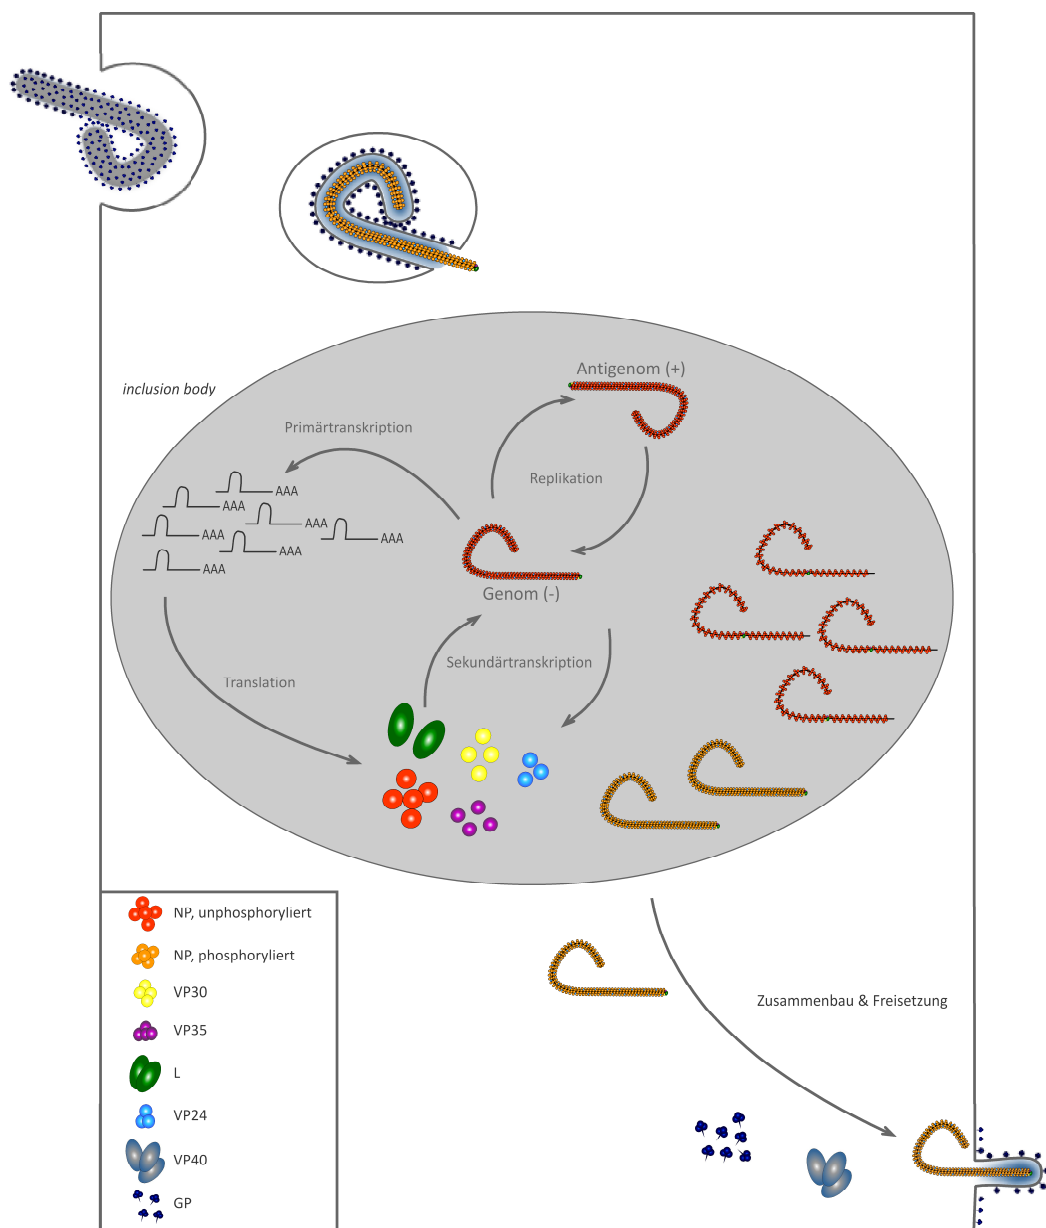 Antigenom (+)
inclusion body
Primärtranskription
Replikation
AAA
AAA
AAA
AAA
AAA
AAA
AAA
Genom (-)
Sekundärtranskription
Translation
NP, unphosphoryliert
NP, phosphoryliert
VP30
VP35
L
VP24
VP40
GP
Zusammenbau & Freisetzung